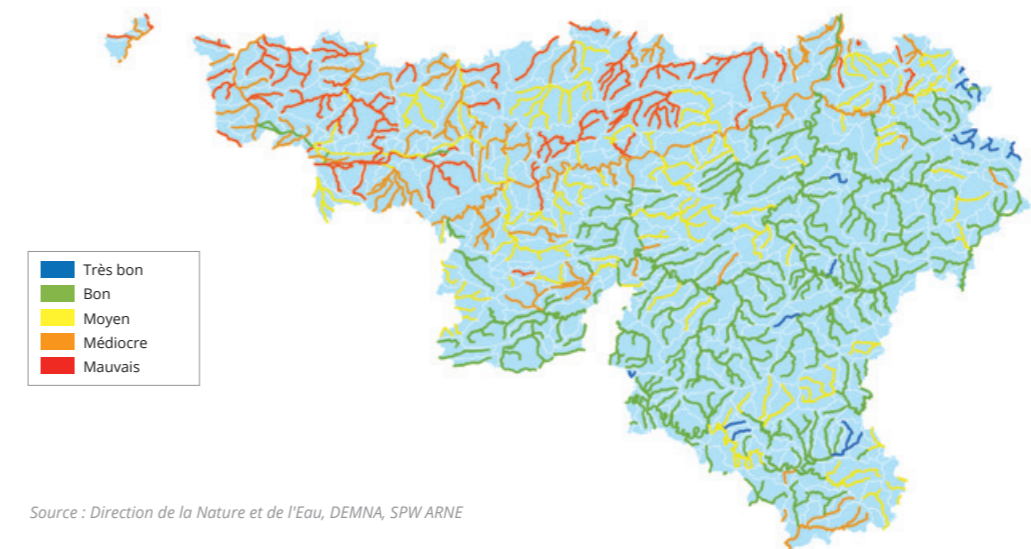 Très bon
Bon
Moyen
Médiocre
Mauvais
Source : Direction de la Nature et de l'Eau, DEMNA, SPW ARNE